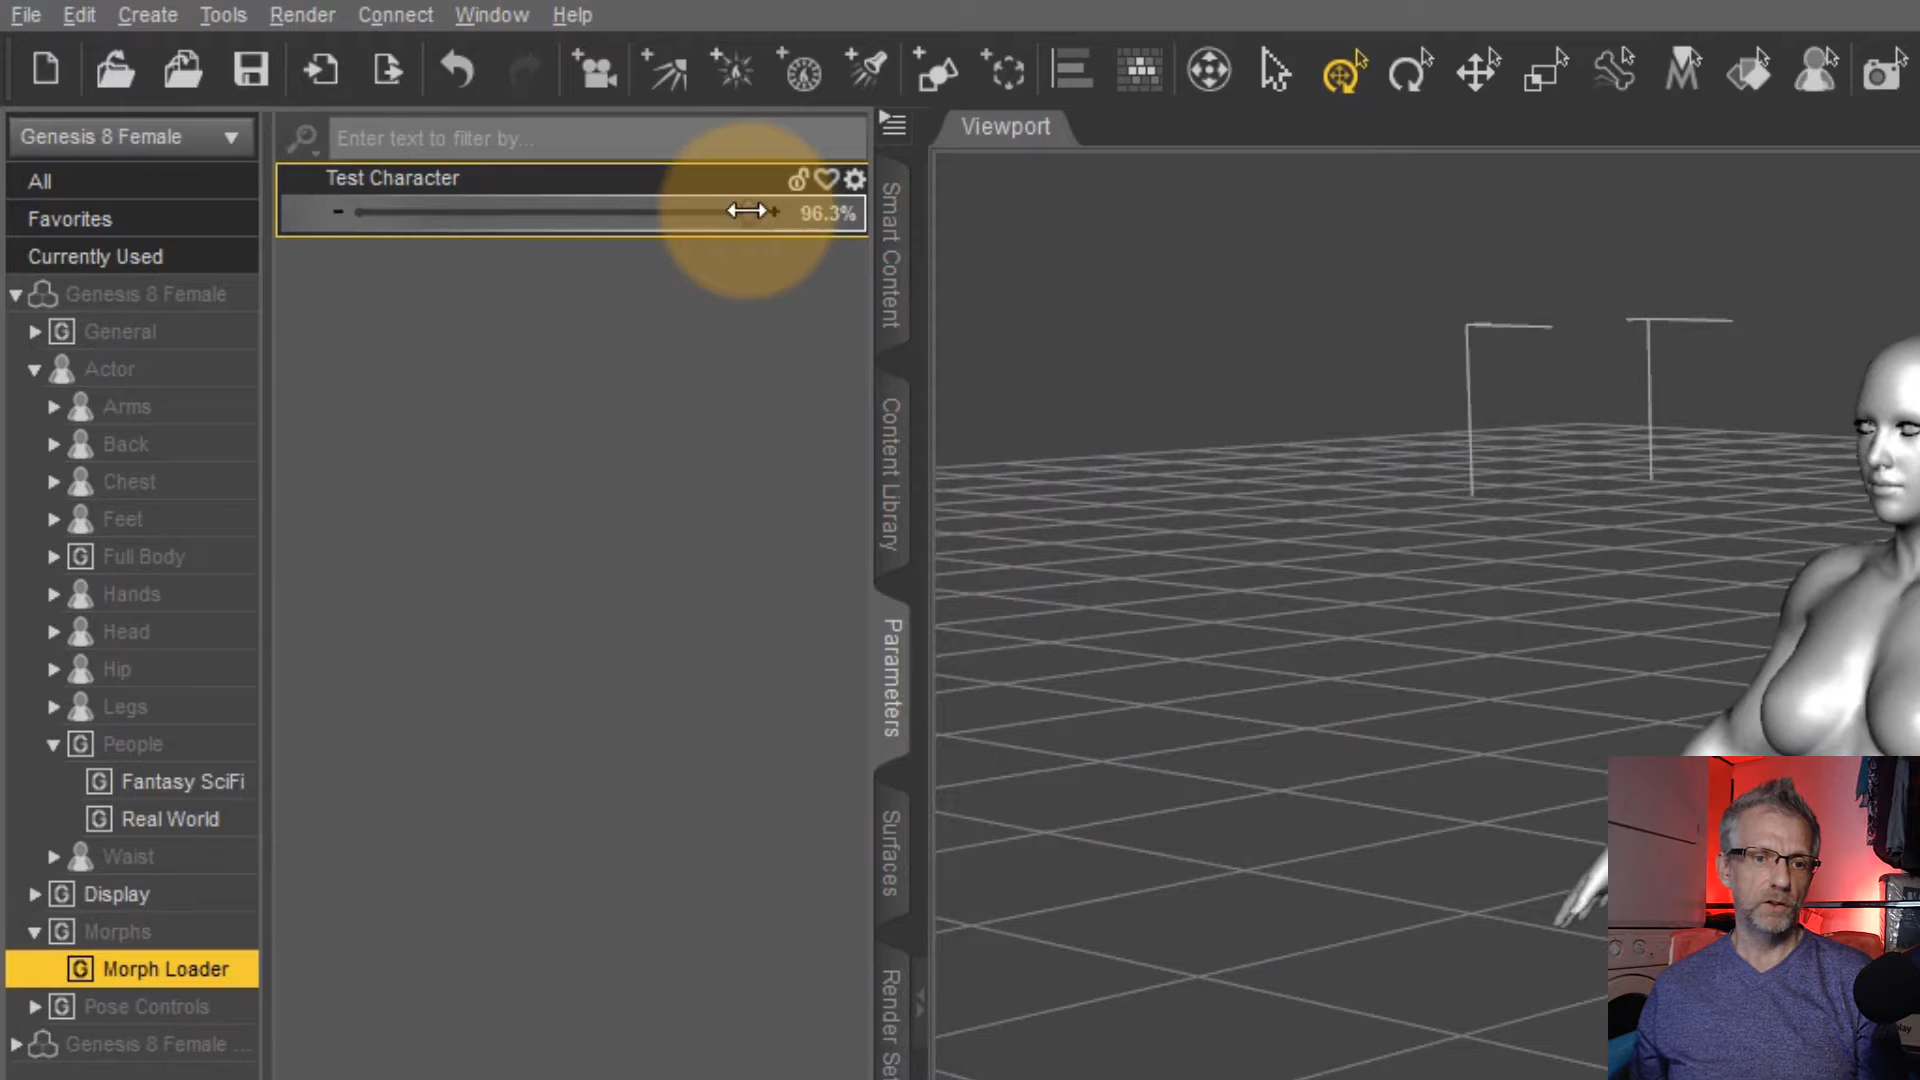 File Edit Create Tools Render Connect Window Help
Genesis 8 Female
Enter text to filter by...
Viewport
All
Test Character
96.3%
Favorites
Currently Used
Genesis 8 Female
General
Actor
Arms
Back
Chest
Feet
Full Body
Hands
Head
Hip
Legs
People
Fantasy SciFi
Real World
Waist
Display
Morphs
Morph Loader
Pose Controls
Genesis 8 Female ...
Smart Content
Content Library
Parameters
Surfaces
Render Se